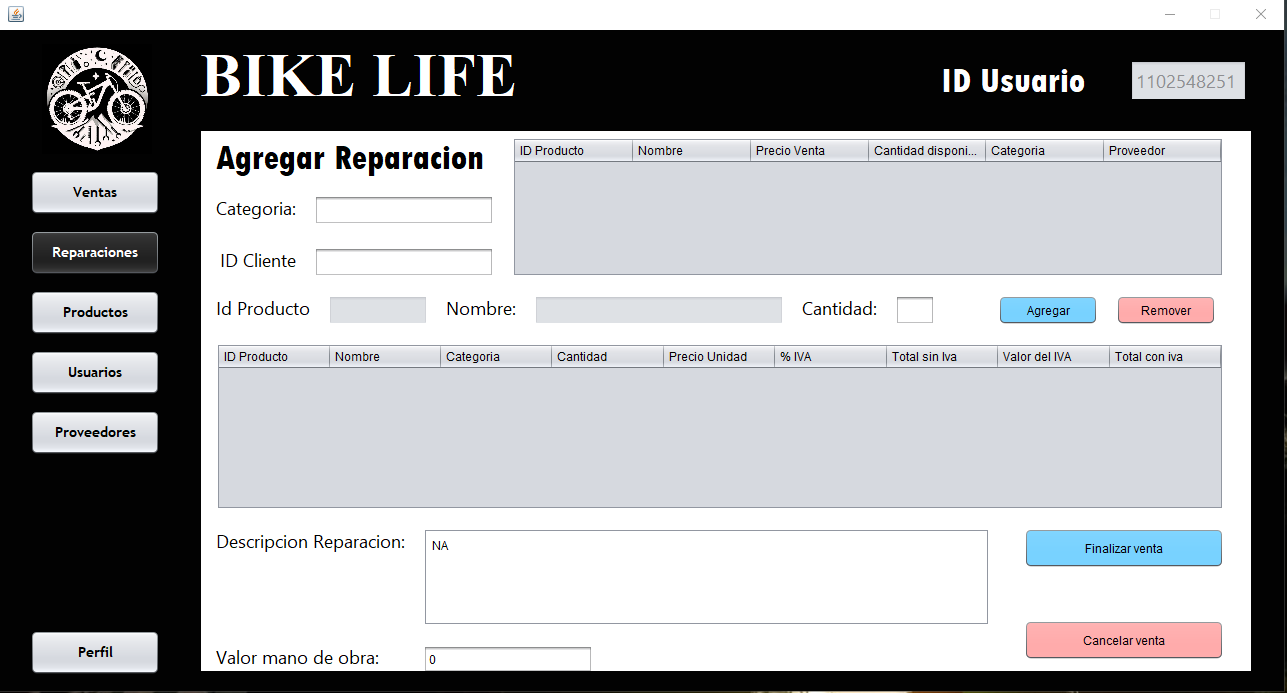 BIKE LIFE
ID Usuario
1102548251
Ventas
Reparaciones
Productos
Usuarios
Proveedores
Perfil
Agregar Reparacion
Categoria:
ID Cliente
ID Producto Nombre Precio Venta Cantidad disponi... Categoria Proveedor
Id Producto Nombre: Cantidad: Agregar Remover
ID Producto Nombre Categoria Cantidad Precio Unidad % IVA Total sin Iva Valor del IVA Total con iva
Descripcion Reparacion: NA
Finalizar venta
Cancelar venta
Valor mano de obra: 0